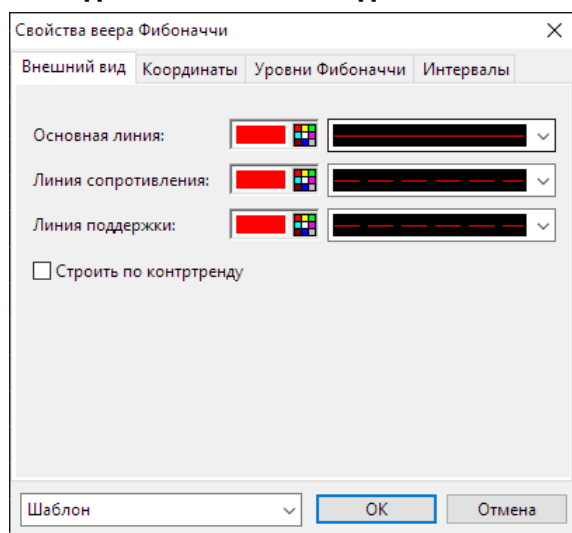 Свойства веера Фибоначчи
Внешний вид Координаты Уровни Фибоначчи Интервалы
Основная линия:
Линия сопротивления:
Линия поддержки:
Строить по контртренду
Шаблон OK Отмена